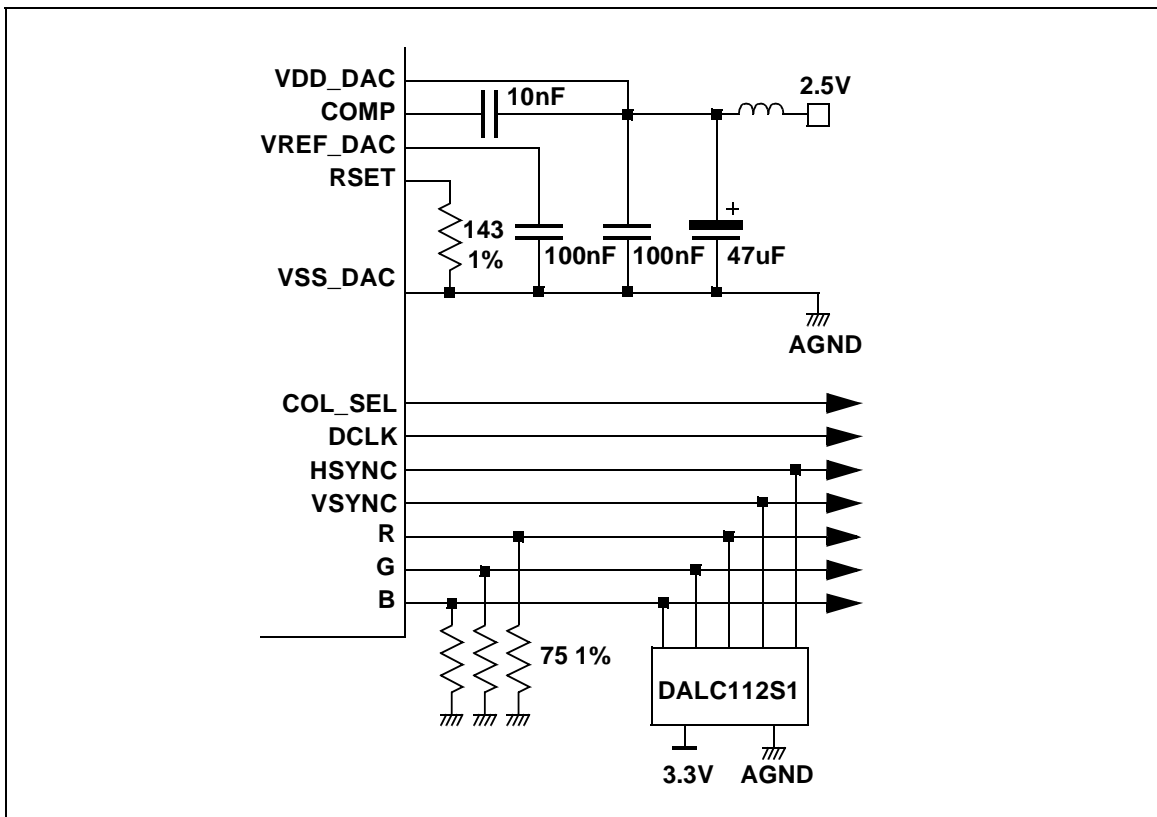 VDD_DAC
COMP
VREF_DAC
RSET
VSS_DAC
10nF
2.5V
143
1%
100nF
100nF
+
47uF
AGND
COL_SEL
DCLK
HSYNC
VSYNC
R
G
B
75 1%
DALC112S1
3.3V
AGND